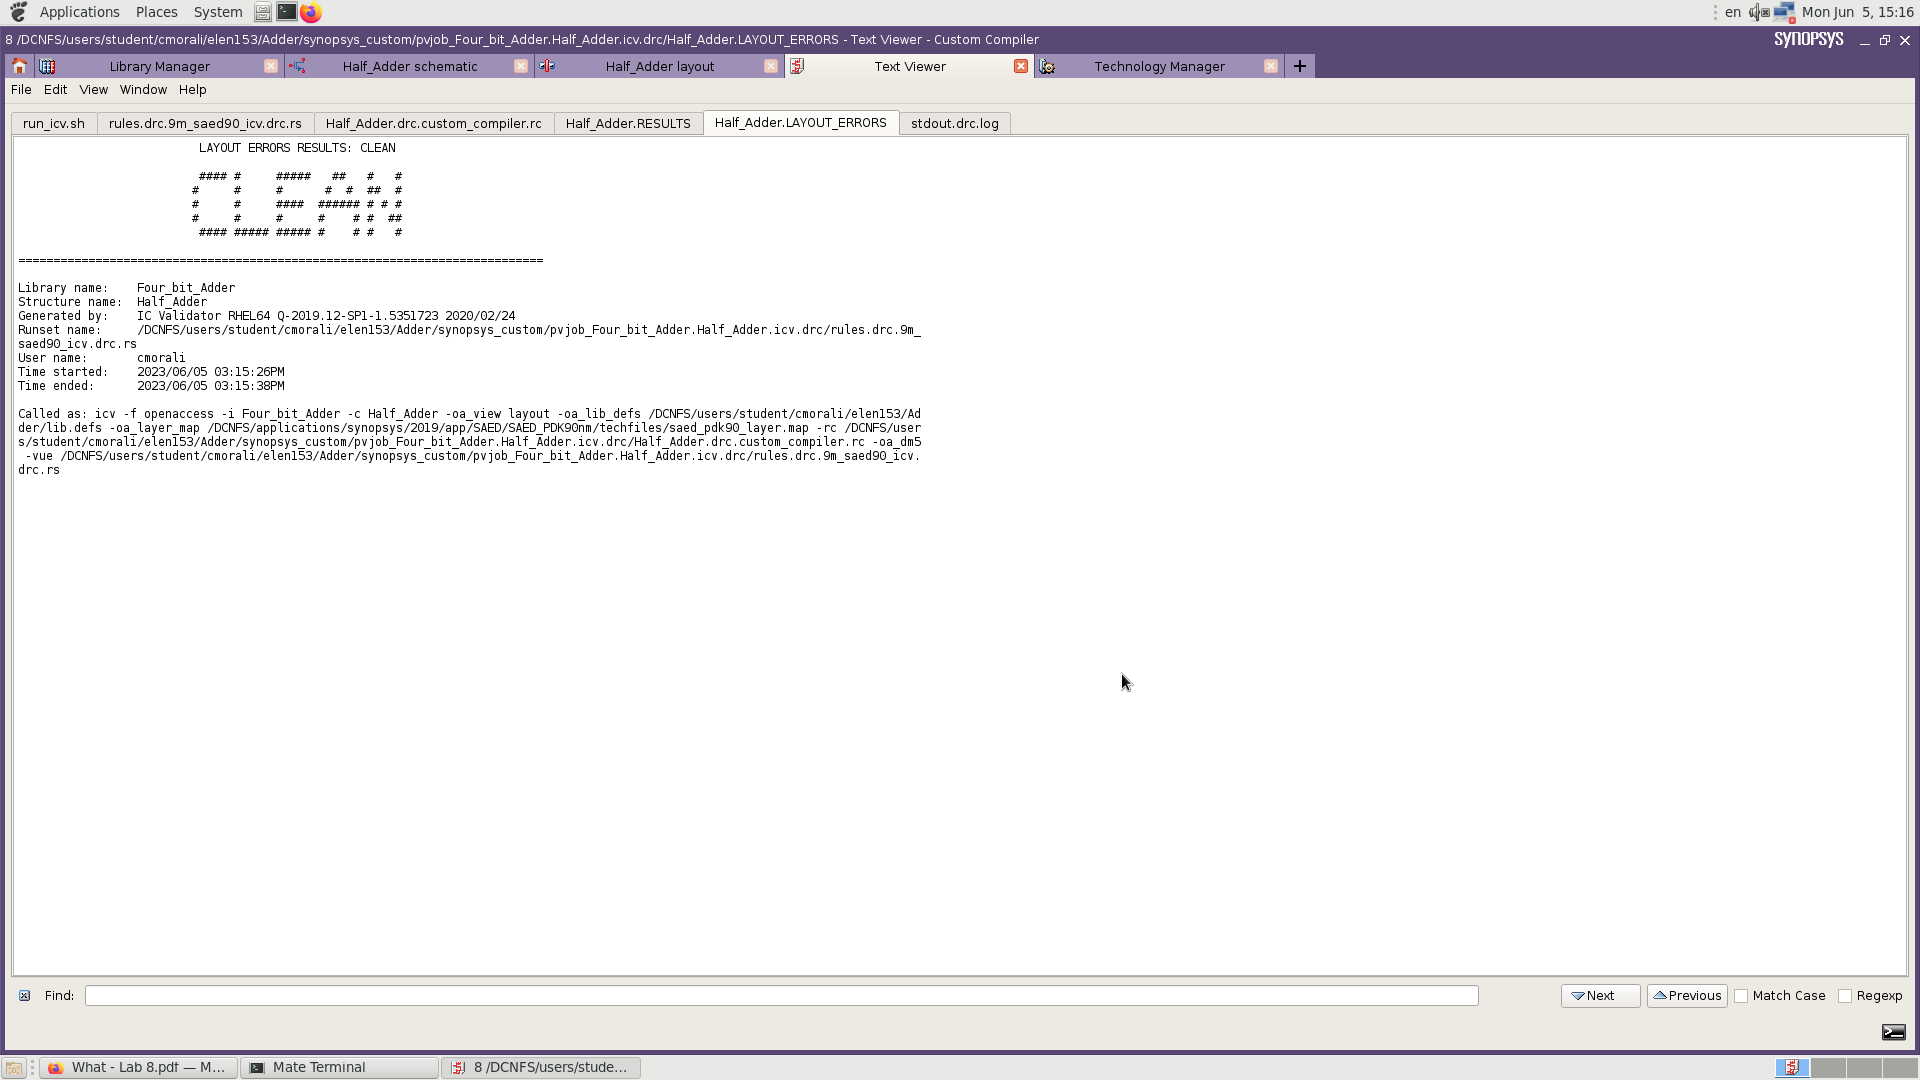 Applications Places System en Mon Jun 5, 15:16
8 /DCNFS/users/student/cmorali/elen153/Adder/synopsys_custom/pvjob_Four_bit_Adder.Half_Adder.icv.drc/Half_Adder.LAYOUT_ERRORS - Text Viewer - Custom Compiler SYNOPSYS
Library Manager Half_Adder schematic Half_Adder layout Text Viewer Technology Manager
File Edit View Window Help
run_icv.sh rules.drc.9m_saed90_icv.drc.rs Half_Adder.drc.custom_compiler.rc Half_Adder.RESULTS Half_Adder.LAYOUT_ERRORS stdout.drc.log
LAYOUT ERRORS RESULTS: CLEAN
#### #     #####   ##   #   #
#     #     #      #  #  ##  #
#     #     ####  ###### # # #
#     #     #     #    # #  ##
#### ##### ##### #    # #   #
===========================================================================
Library name: Four_bit_Adder
Structure name: Half_Adder
Generated by: IC Validator RHEL64 Q-2019.12-SP1-1.5351723 2020/02/24
Runset name: /DCNFS/users/student/cmorali/elen153/Adder/synopsys_custom/pvjob_Four_bit_Adder.Half_Adder.icv.drc/rules.drc.9m_
saed90_icv.drc.rs
User name: cmorali
Time started: 2023/06/05 03:15:26PM
Time ended: 2023/06/05 03:15:38PM
Called as: icv -f openaccess -i Four_bit_Adder -c Half_Adder -oa_view layout -oa_lib_defs /DCNFS/users/student/cmorali/elen153/Ad
der/lib.defs -oa_layer_map /DCNFS/applications/synopsys/2019/app/SAED/SAED_PDK90nm/techfiles/saed_pdk90_layer.map -rc /DCNFS/user
s/student/cmorali/elen153/Adder/synopsys_custom/pvjob_Four_bit_Adder.Half_Adder.icv.drc/Half_Adder.drc.custom_compiler.rc -oa_dm5
-vue /DCNFS/users/student/cmorali/elen153/Adder/synopsys_custom/pvjob_Four_bit_Adder.Half_Adder.icv.drc/rules.drc.9m_saed90_icv.
drc.rs
Find: Next Previous Match Case Regexp
What - Lab 8.pdf — M... Mate Terminal 8 /DCNFS/users/stude...